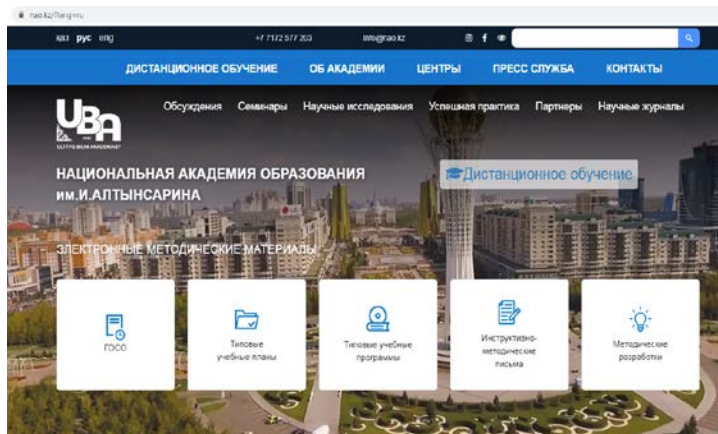 nao.kz/?lang=ru
қаз рус eng
+7 7172 577 203
info@nao.kz
ДИСТАНЦИОННОЕ ОБУЧЕНИЕ ОБ АКАДЕМИИ ЦЕНТРЫ ПРЕСС СЛУЖБА КОНТАКТЫ
Обсуждения Семинары Научные исследования Успешная практика Партнеры Научные журналы
UBA
НАЦИОНАЛЬНАЯ АКАДЕМИЯ ОБРАЗОВАНИЯ
им.И.АЛТЫНСАРИНА
Дистанционное обучение
ЭЛЕКТРОННЫЕ МЕТОДИЧЕСКИЕ МАТЕРИАЛЫ
ГОСО
Типовые
учебные планы
Типовые учебные
программы
Инструктивно-
методические
письма
Методические
разработки